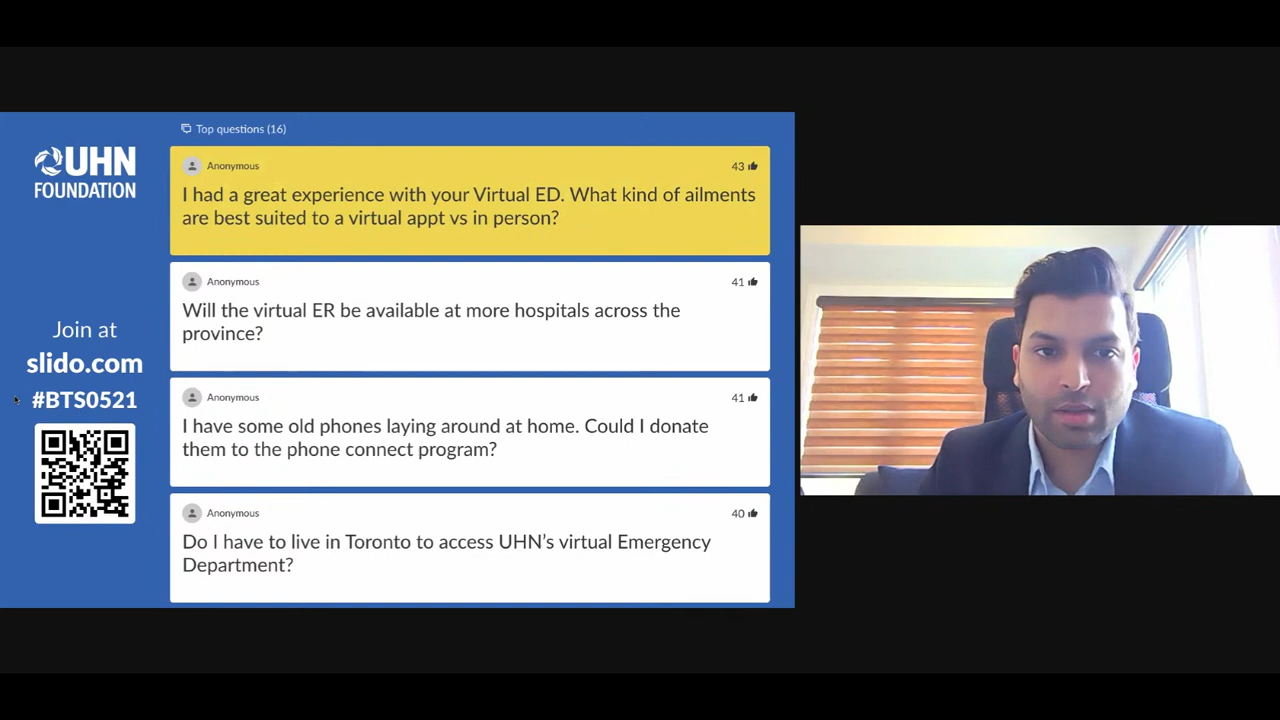 UHN
FOUNDATION
Join at
slido.com
#BTS0521
Top questions (16)
Anonymous
43
I had a great experience with your Virtual ED. What kind of ailments
are best suited to a virtual appt vs in person?
Anonymous
41
Will the virtual ER be available at more hospitals across the
province?
Anonymous
41
I have some old phones laying around at home. Could I donate
them to the phone connect program?
Anonymous
40
Do I have to live in Toronto to access UHN’s virtual Emergency
Department?